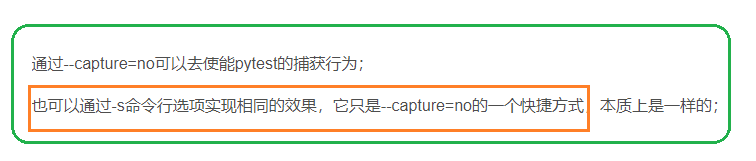 通过--capture=no可以去使能pytest的捕获行为;
也可以通过-s命令行选项实现相同的效果，它只是--capture=no的一个快捷方式 本质上是一样的;